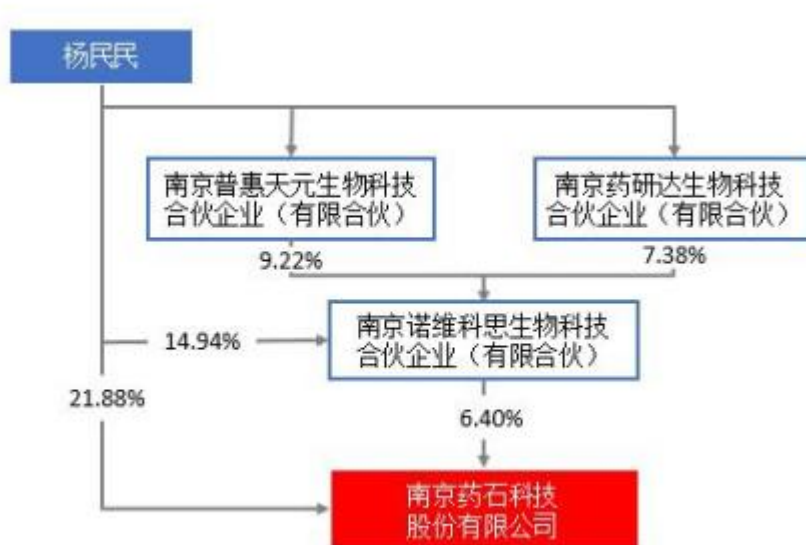 杨民民
南京普惠天元生物科技
合伙企业（有限合伙）
南京药研达生物科技
合伙企业（有限合伙）
9.22%
7.38%
南京诺维科思生物科技
合伙企业（有限合伙）
14.94%
21.88%
6.40%
南京药石科技
股份有限公司